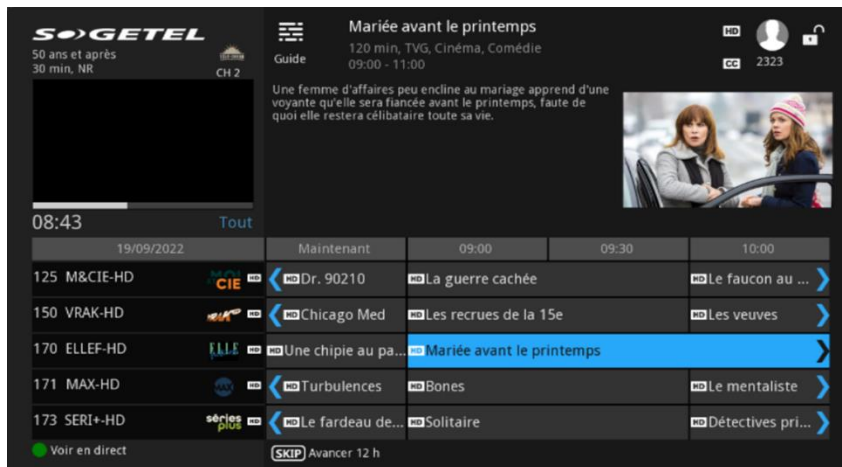 SOGETEL
50 ans et après
30 min, NR
CH 2
Guide
Mariée avant le printemps
120 min, TVG, Cinéma, Comédie
09:00 - 11:00
HD
CC
2323
Une femme d'affaires peu encline au mariage apprend d'une
voyante qu'elle sera fiancée avant le printemps, faute de
quoi elle restera célibataire toute sa vie.
08:43 Tout
19/09/2022 Maintenant 09:00 09:30 10:00
125 M&CIE-HD MOI CIE HD HD Dr. 90210 HD La guerre cachée HD Le faucon au ...
150 VRAK-HD HD HD Chicago Med HD Les recrues de la 15e HD Les veuves
170 ELLEF-HD ELLE HD HD Une chipie au pa... HD Mariée avant le printemps
171 MAX-HD HD HD Turbulences HD Bones HD Le mentaliste
173 SERI+-HD séries plus HD HD Le fardeau de... HD Solitaire HD Détectives pri...
Voir en direct SKIP Avancer 12 h